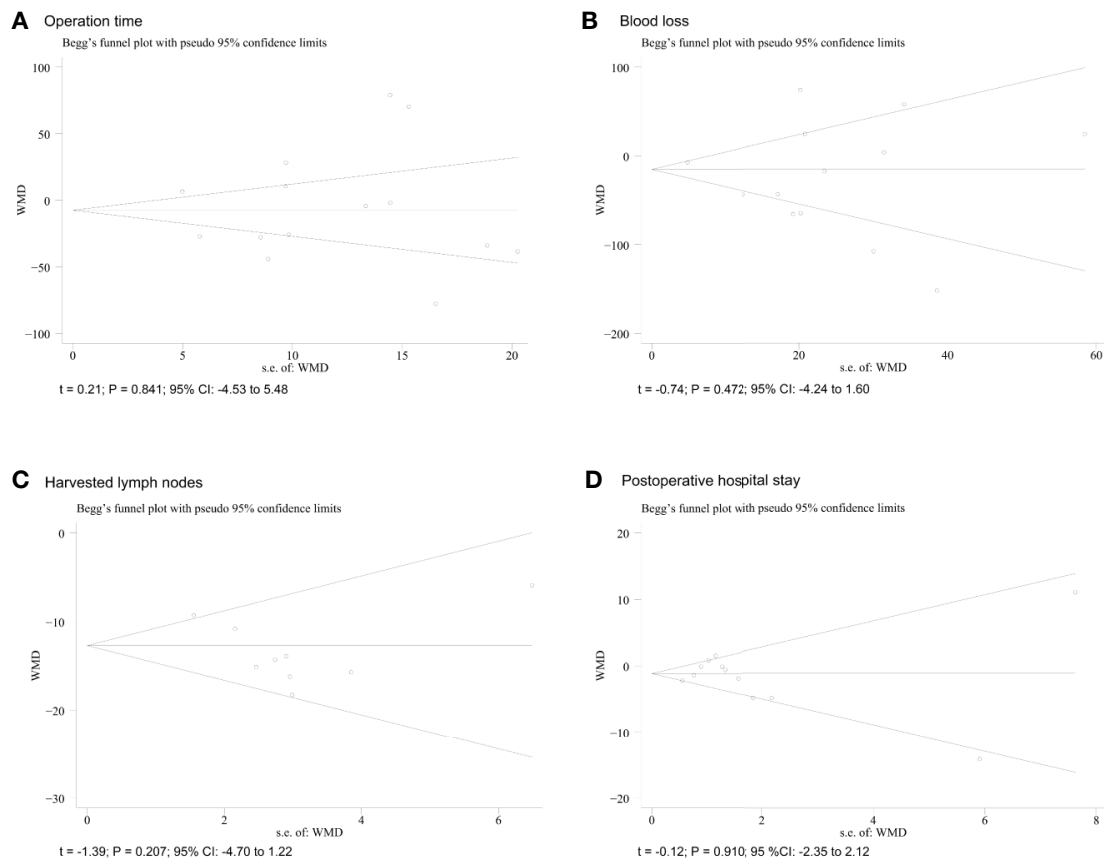 A Operation time
Begg's funnel plot with pseudo 95% confidence limits
100
50
0
−50
−100
WMD
0 5 10 15 20
s.e. of: WMD
t = 0.21; P = 0.841; 95% CI: -4.53 to 5.48
B Blood loss
Begg's funnel plot with pseudo 95% confidence limits
100
0
−100
−200
WMD
0 20 40 60
s.e. of: WMD
t = -0.74; P = 0.472; 95% CI: -4.24 to 1.60
C Harvested lymph nodes
Begg's funnel plot with pseudo 95% confidence limits
0
−10
−20
−30
WMD
0 2 4 6
s.e. of: WMD
t = -1.39; P = 0.207; 95% CI: -4.70 to 1.22
D Postoperative hospital stay
Begg's funnel plot with pseudo 95% confidence limits
20
10
0
−10
−20
WMD
0 2 4 6 8
s.e. of: WMD
t = -0.12; P = 0.910; 95 %CI: -2.35 to 2.12